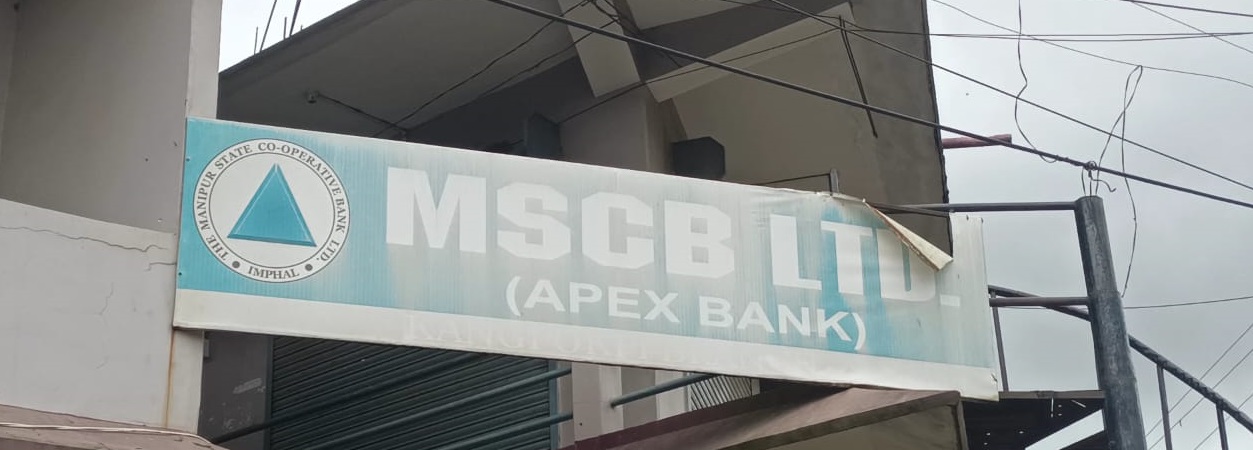 THE MANIPUR STATE CO-OPERATIVE BANK LTD.
IMPHAL
MSCB LTD.
(APEX BANK)